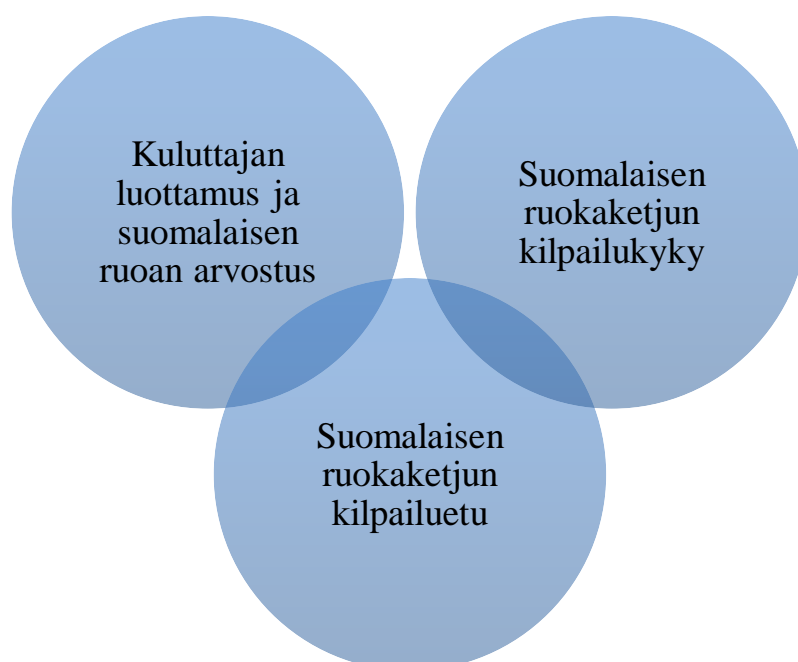 Kuluttajan
luottamus ja
suomalaisen
ruoan arvostus
Suomalaisen
ruokaketjun
kilpailukyky
Suomalaisen
ruokaketjun
kilpailuetu